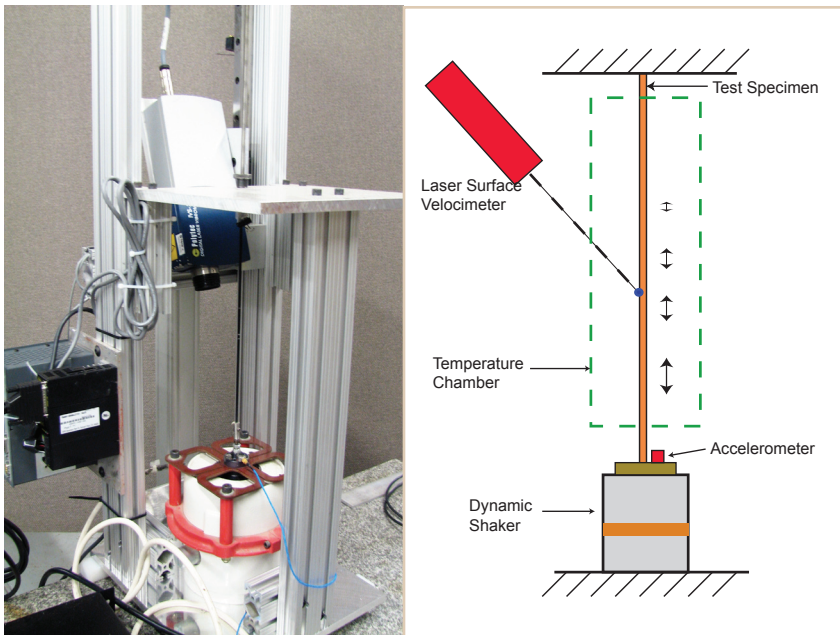 Polytec
Test Specimen
Laser Surface
Velocimeter
Temperature
Chamber
Accelerometer
Dynamic
Shaker